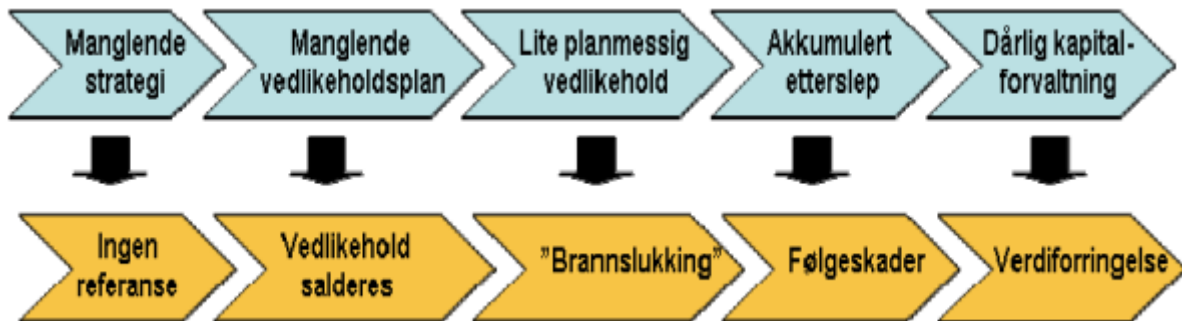 Manglende
strategi
Manglende
vedlikeholdsplan
Lite planmessig
vedlikehold
Akkumulert
etterslep
Dårlig kapital-
forvaltning
Ingen
referanse
Vedlikehold
salderes
”Brannslukking”
Følgeskader
Verdiforringelse